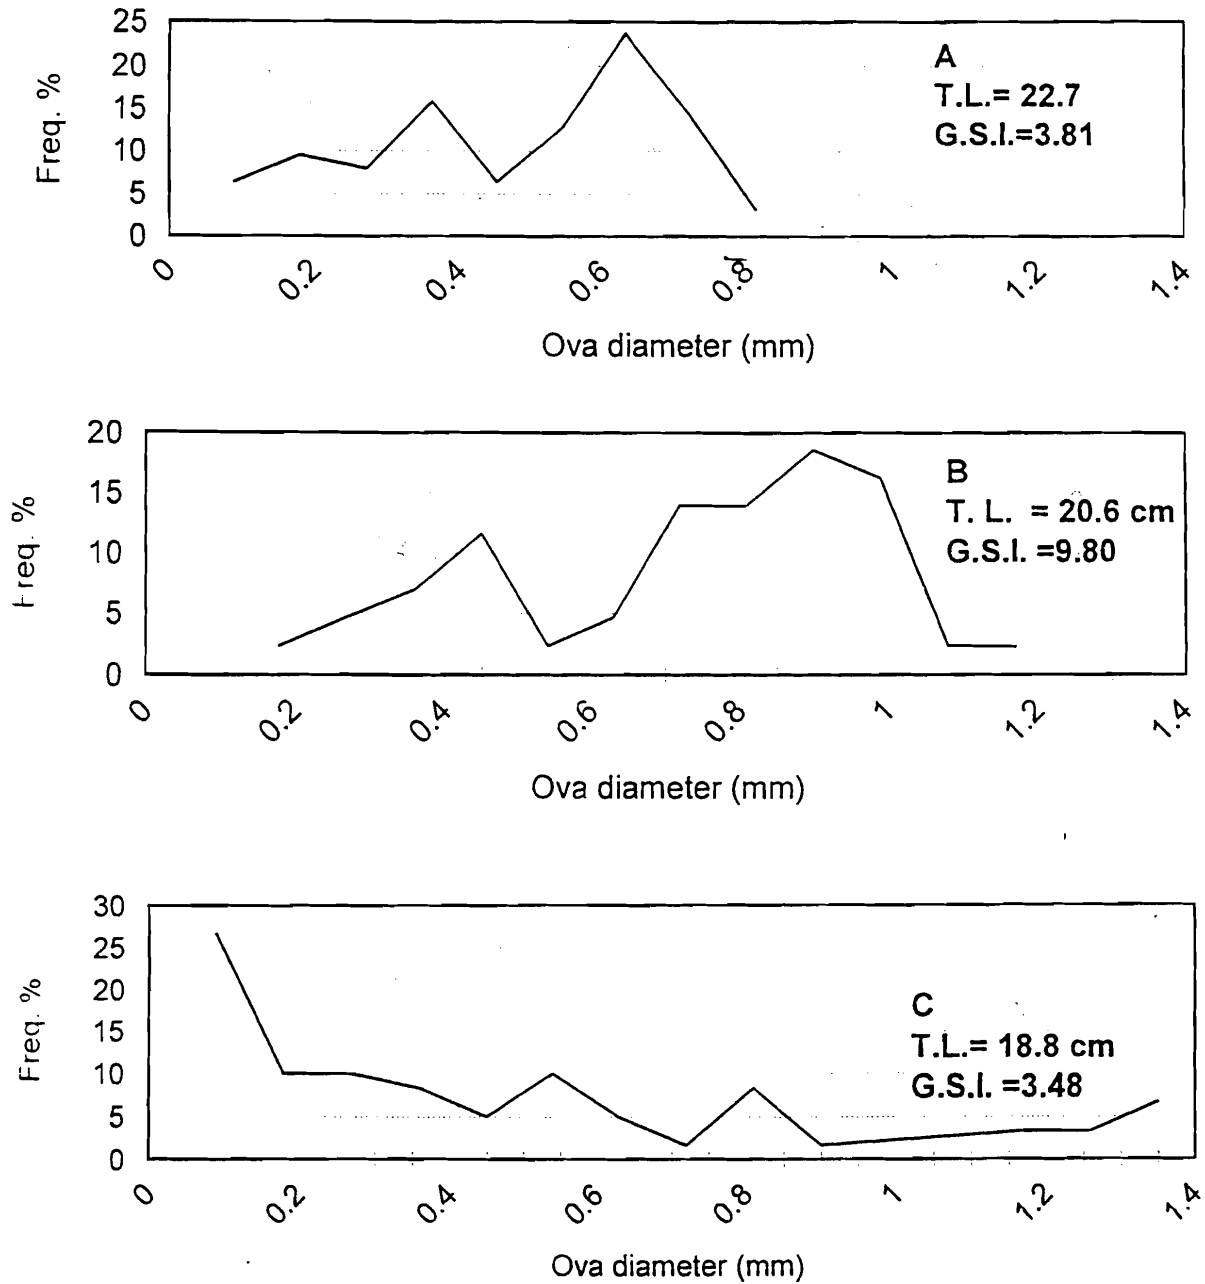 25
20
15
10
5
0
Freq. %
A
T.L.= 22.7
G.S.I.=3.81
0 0.2 0.4 0.6 0.8 1 1.2 1.4
Ova diameter (mm)
20
15
10
5
0
Freq. %
B
T. L. = 20.6 cm
G.S.I. =9.80
0 0.2 0.4 0.6 0.8 1 1.2 1.4
Ova diameter (mm)
30
25
20
15
10
5
0
Freq. %
C
T.L.= 18.8 cm
G.S.I. =3.48
0 0.2 0.4 0.6 0.8 1 1.2 1.4
Ova diameter (mm)